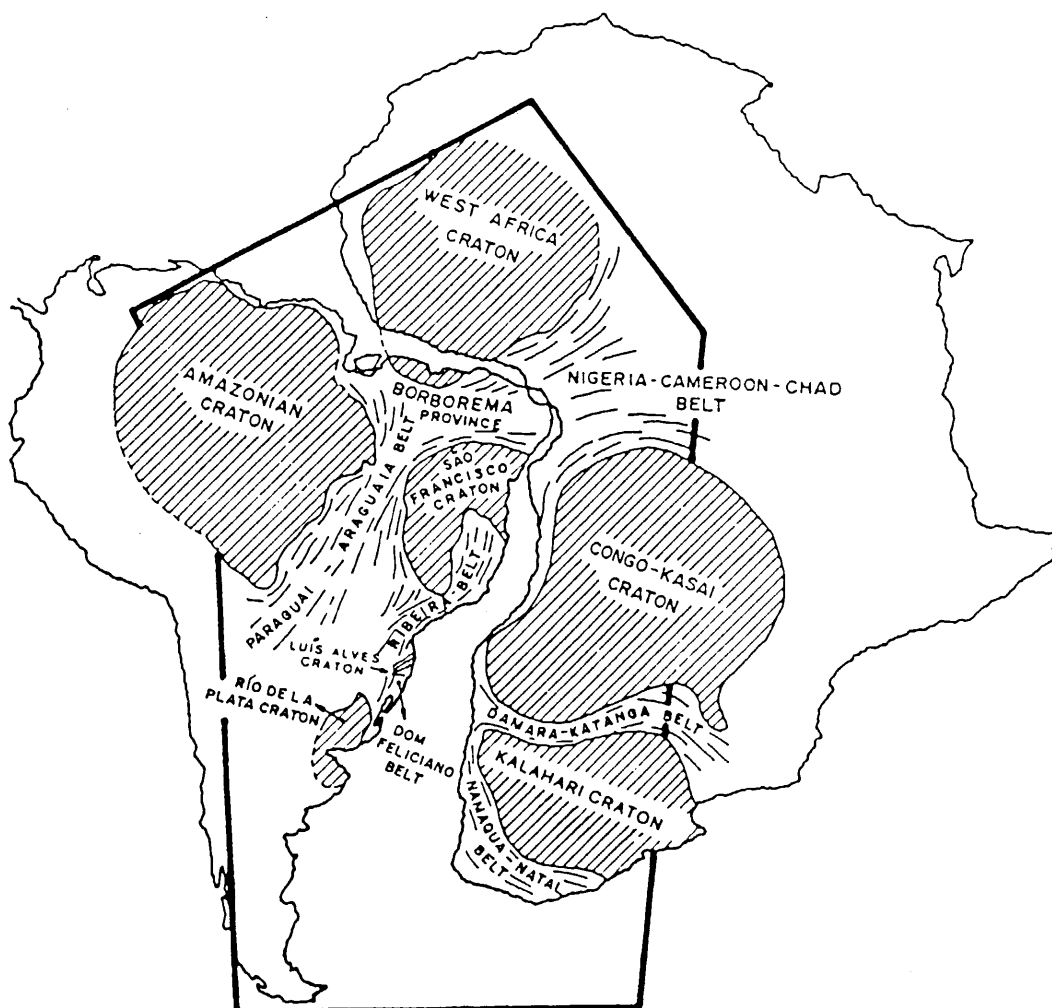 WEST AFRICA
CRATON
AMAZONIAN
CRATON
NIGERIA-CAMEROON-CHAD
BELT
BORBOREMA
PROVINCE
SÃO
FRANCISCO
CRATON
PARAGUAI - ARAGUAIA BELT
CONGO-KASAI
CRATON
RIBEIRA-BELT
LUÍS ALVES
CRATON
RÍO DE LA
PLATA CRATON
DOM
FELICIANO
BELT
DAMARA-KATANGA BELT
KALAHARI CRATON
NAMAQUA-NATAL
BELT